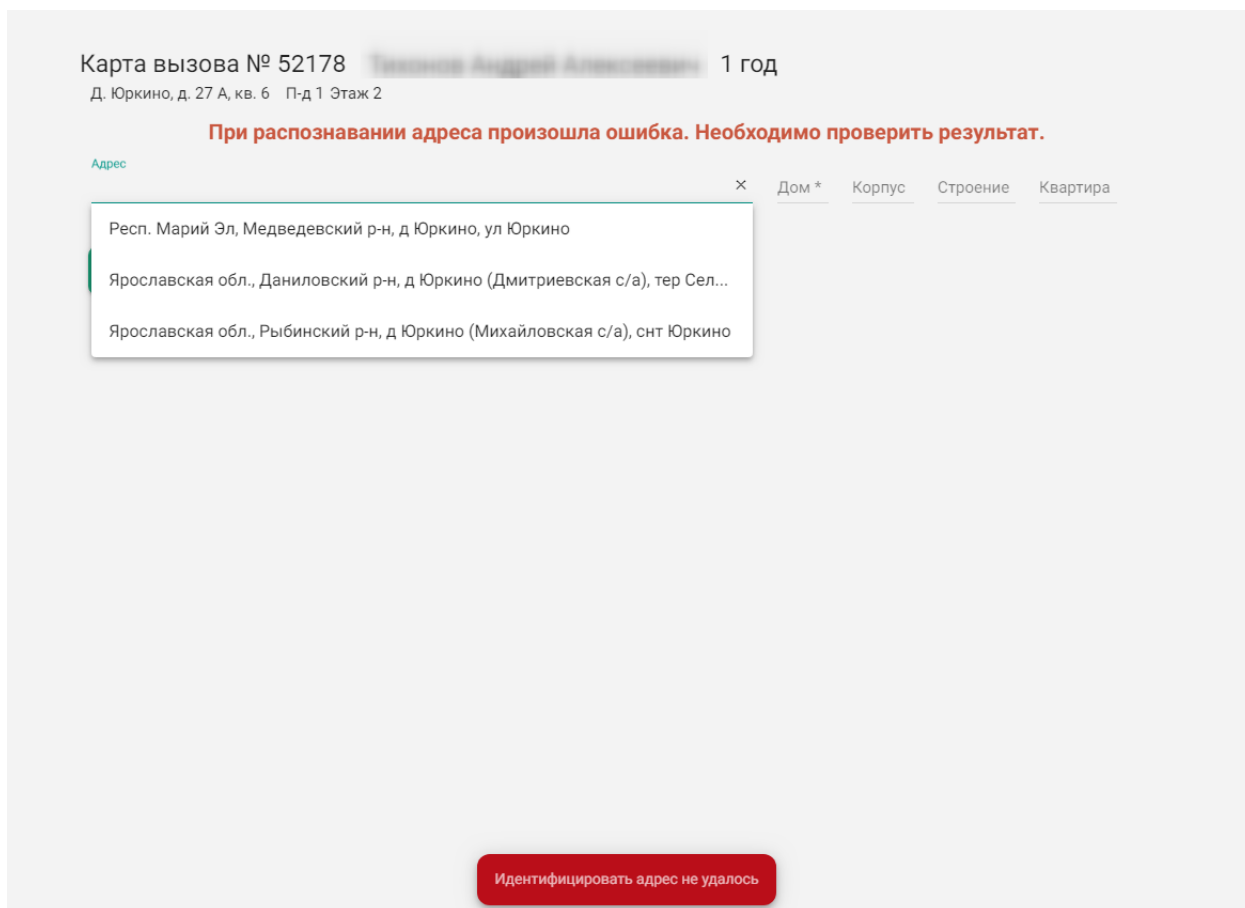 Карта вызова № 52178 1 год
Д. Юркино, д. 27 А, кв. 6 П-д 1 Этаж 2
При распознавании адреса произошла ошибка. Необходимо проверить результат.
Адрес
× Дом * Корпус Строение Квартира
Респ. Марий Эл, Медведевский р-н, д Юркино, ул Юркино
Ярославская обл., Даниловский р-н, д Юркино (Дмитриевская с/а), тер Сел...
Ярославская обл., Рыбинский р-н, д Юркино (Михайловская с/а), снт Юркино
Идентифицировать адрес не удалось